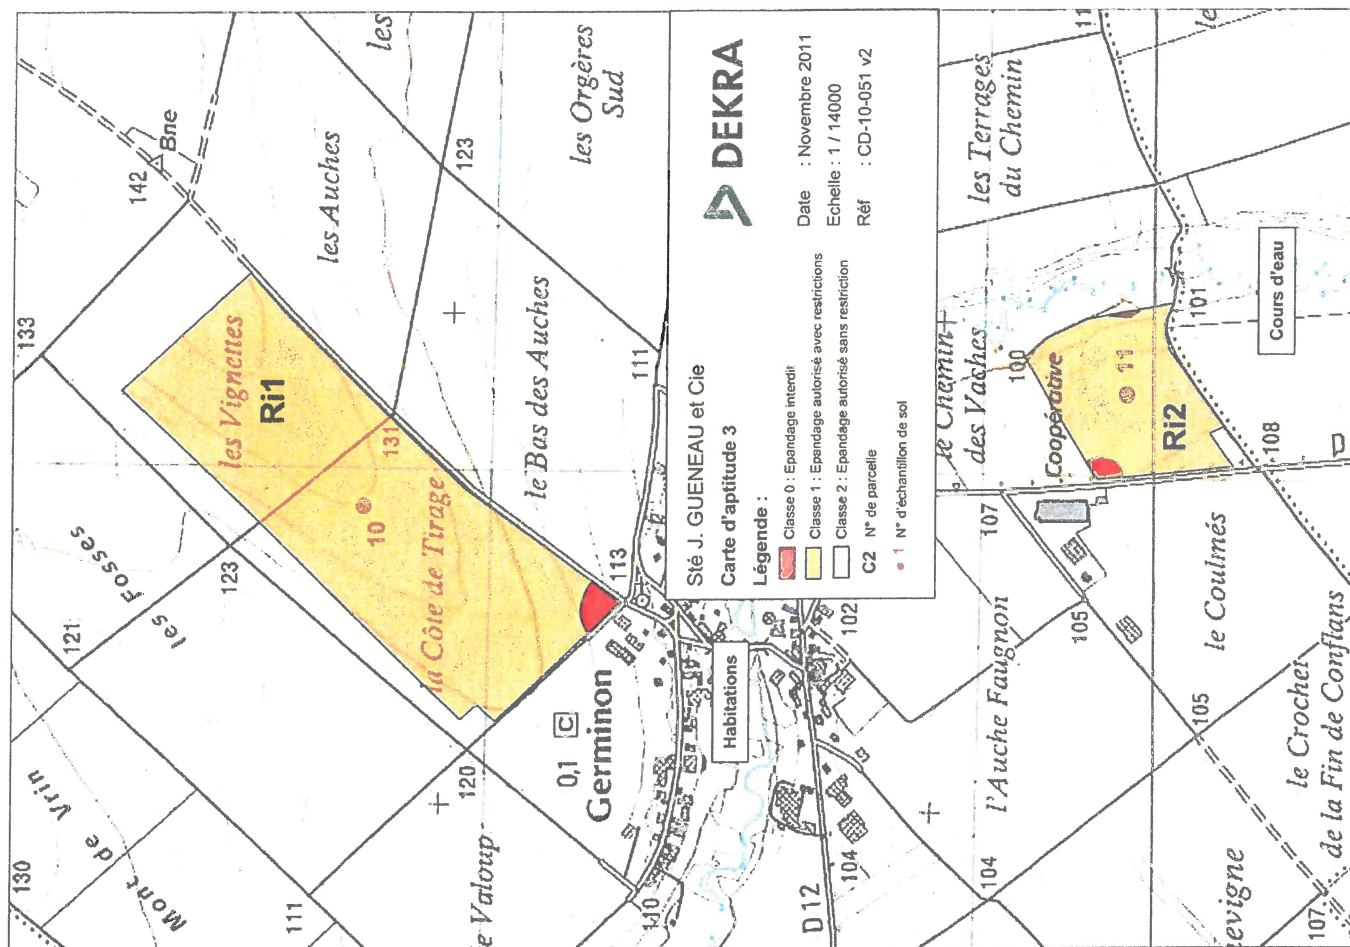 Sté J. GUENEAU et Cie
Carte d'aptitude 3
Légende :
Classe 0 : Epandage interdit
Classe 1 : Epandage autorisé avec restrictions
Classe 2 : Epandage autorisé sans restriction
C2 N° de parcelle
1 N° d'échantillon de sol
DEKRA
Date : Novembre 2011
Echelle : 1 / 14000
Réf : CD-10-051 v2
130
Mont de Vrin
111
121
les Fosses
123
133
142
Bne
les
les Auches
123
les Orgères
Sud
les Vignettes
Ri1
131
10
la Côte de Tirage
le Bas des Auches
111
113
120
0,1
C
Germinon
Habitations
110
D12
104
102
l'Auche Faugnon
104
107
105
105
le Coulmés
le Crochet
de la Fin de Conflans
107
108
le Chemin
des Vaches
100
Coopérative
11
Ri2
101
Cours d'eau
les Terrages
du Chemin
11
le